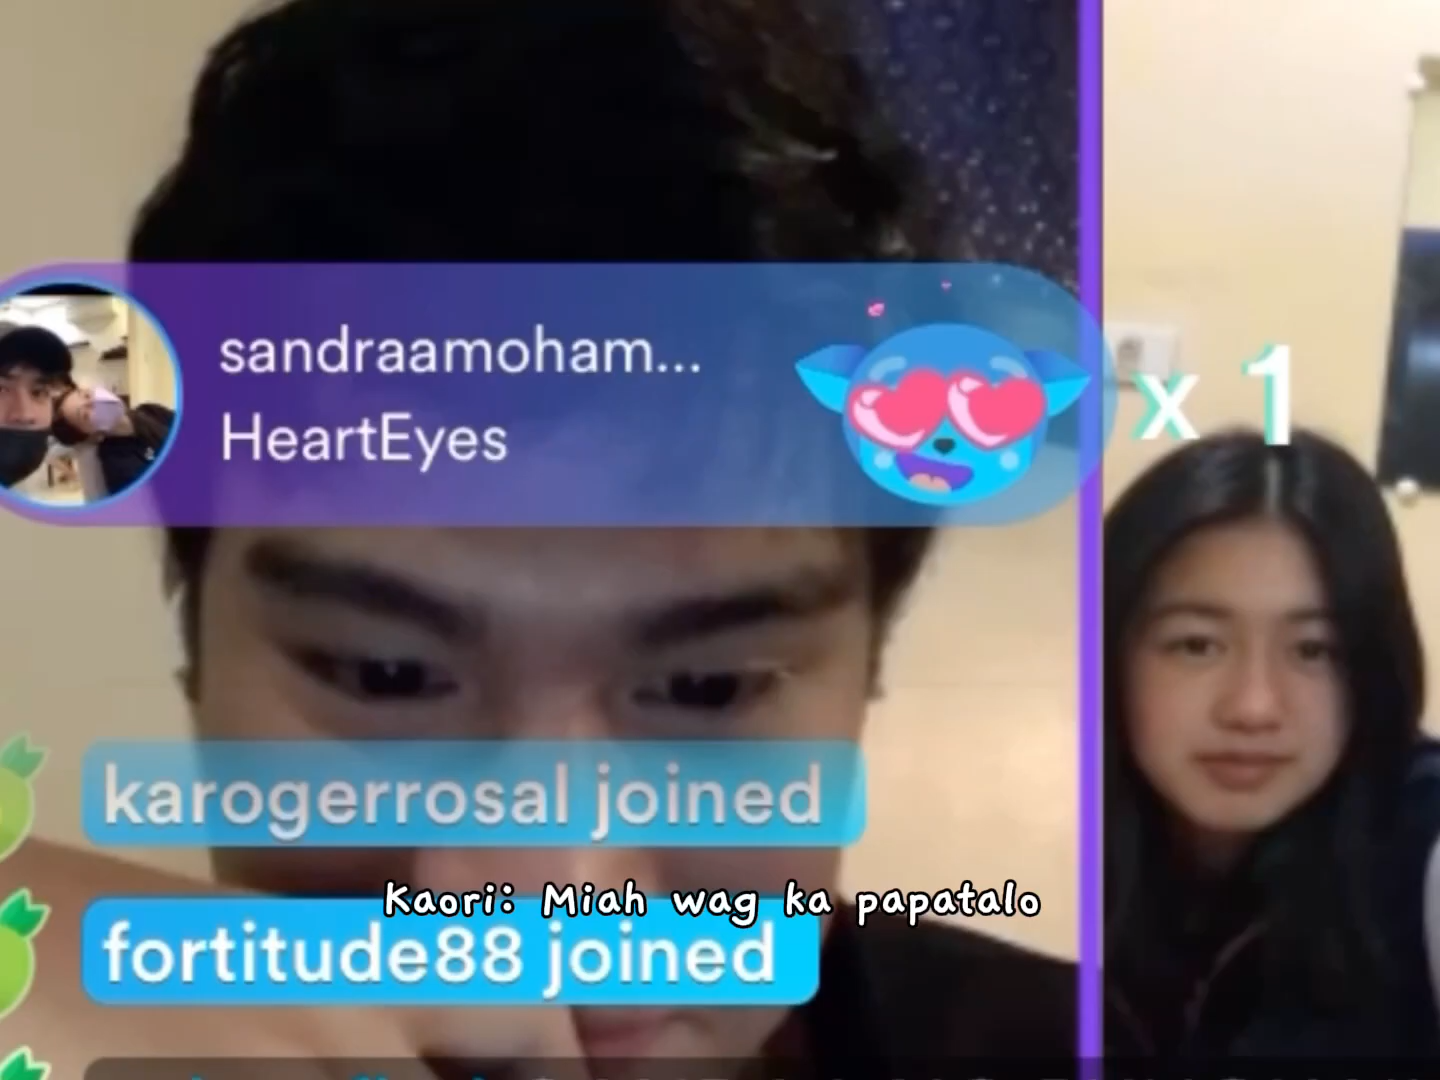 sandraamoham...
HeartEyes
x 1
karogerrosal joined
Kaori: Miah wag ka papatalo
fortitude88 joined